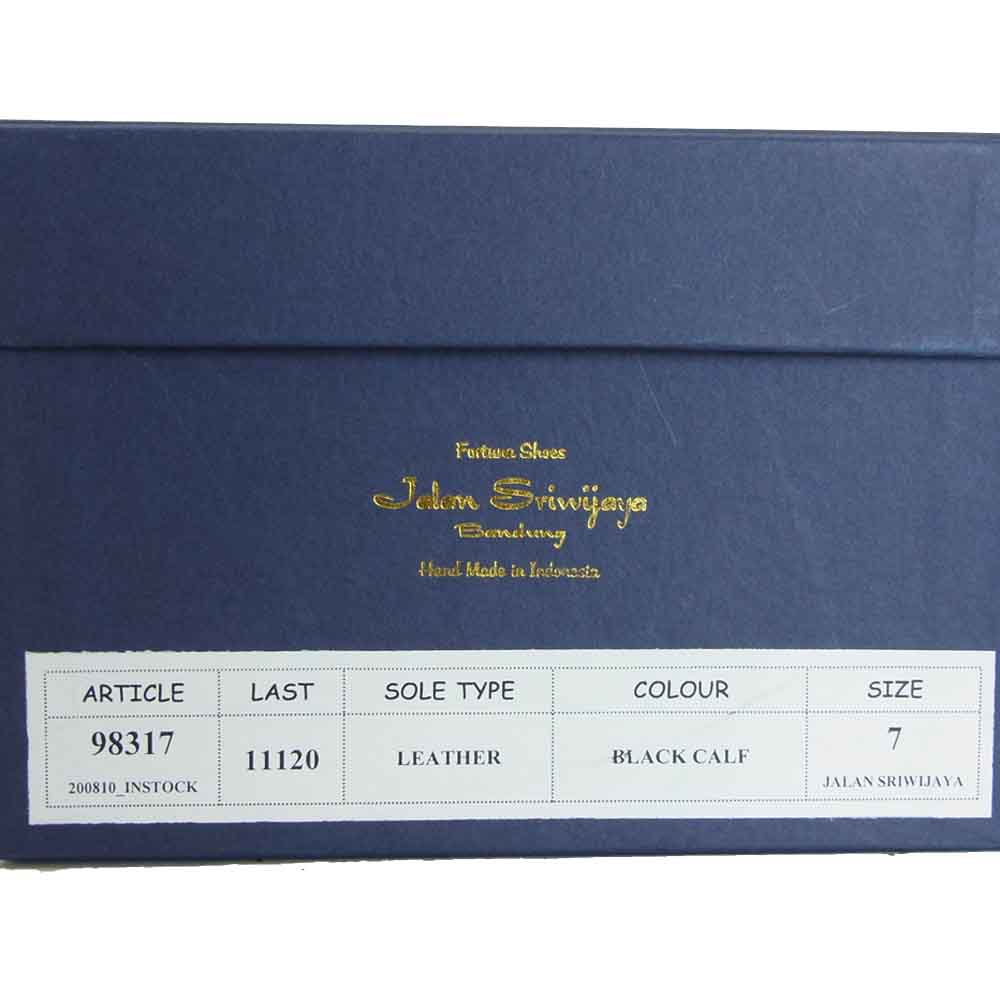 Fortuna Shoes
Jalan Sriwijaya
Bandung
Hand Made in Indonesia
ARTICLE LAST SOLE TYPE COLOUR SIZE
98317 11120 LEATHER BLACK CALF 7
200810_INSTOCK JALAN SRIWIJAYA